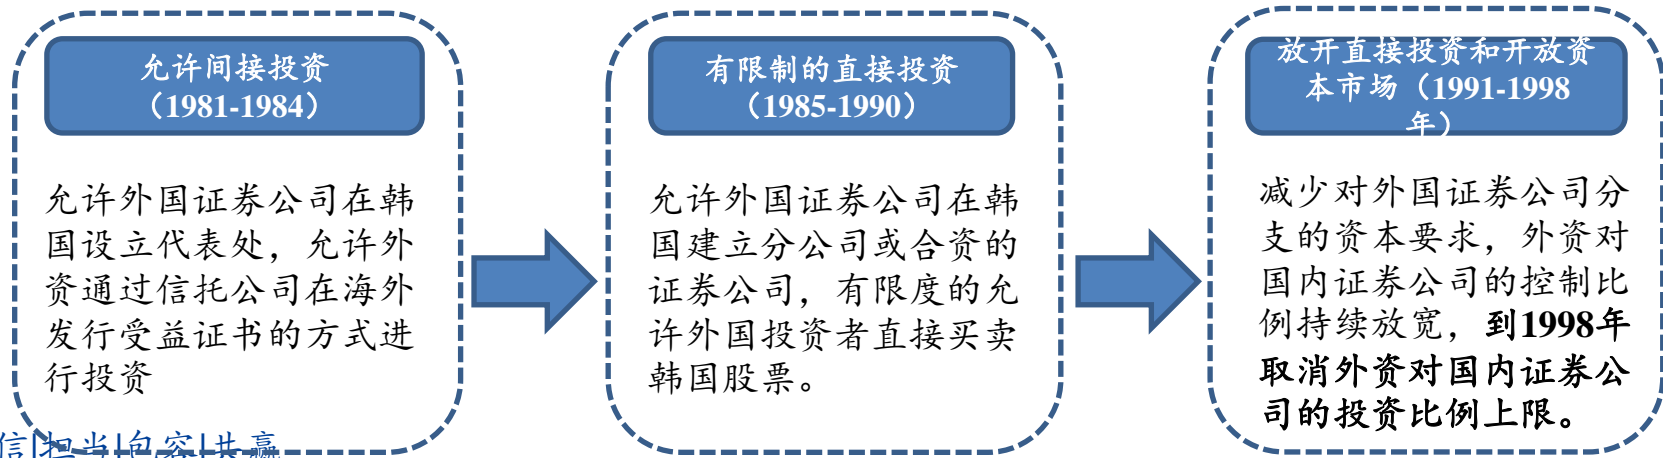 允许间接投资
（1981-1984）
允许外国证券公司在韩
国设立代表处，允许外
资通过信托公司在海外
发行受益证书的方式进
行投资
有限制的直接投资
（1985-1990）
允许外国证券公司在韩
国建立分公司或合资的
证券公司，有限度的允
许外国投资者直接买卖
韩国股票。
放开直接投资和开放资
本市场（1991-1998
年）
减少对外国证券公司分
支的资本要求，外资对
国内证券公司的控制比
例持续放宽，到1998年
取消外资对国内证券公
司的投资比例上限。
信|担当|包容|共赢